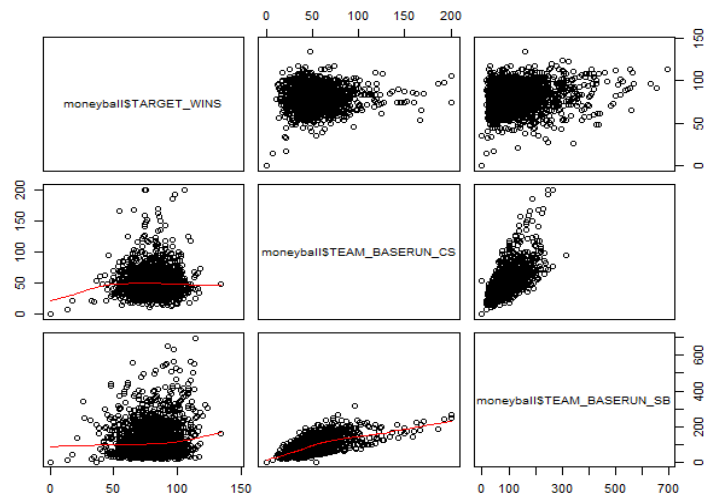 0 50 100 150 200
moneyball$TARGET_WINS
0 50 100 150
0 50 100 150 200
moneyball$TEAM_BASERUN_CS
moneyball$TEAM_BASERUN_SB
0 200 400 600
0 50 100 150
0 100 300 500 700